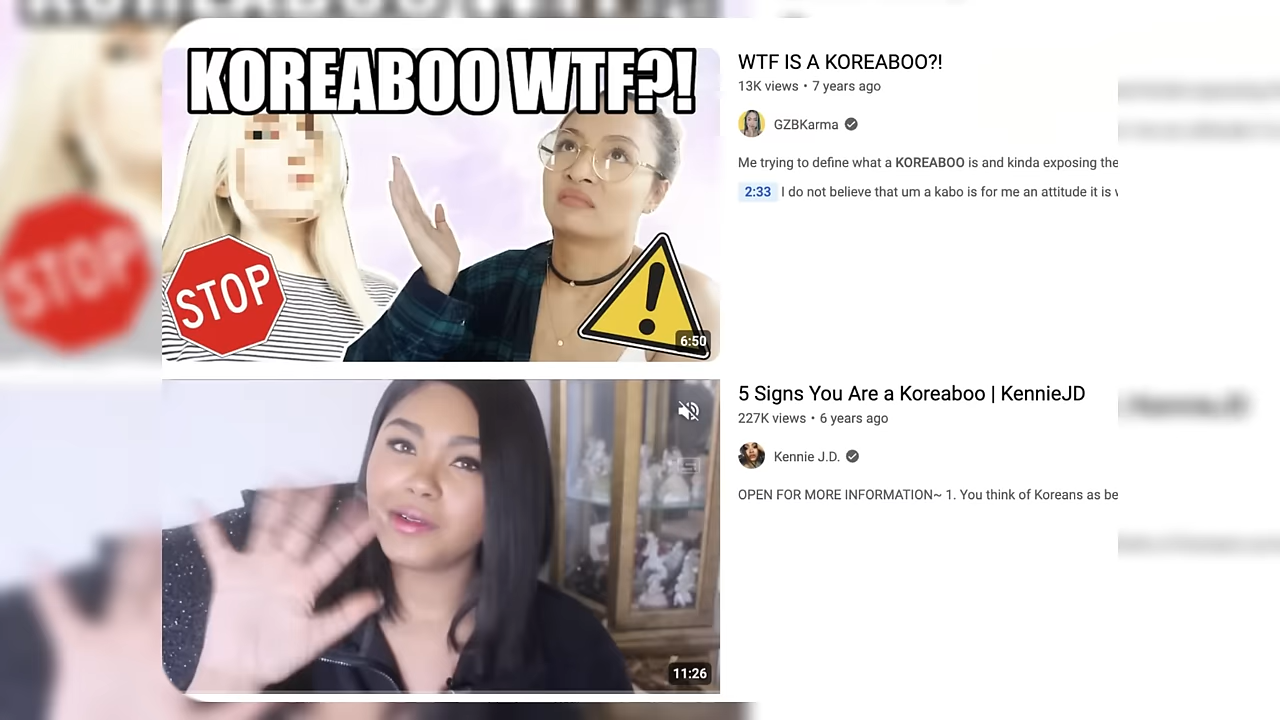 KOREABOO WTF?!
STOP
6:50
WTF IS A KOREABOO?!
13K views • 7 years ago
GZBKarma
Me trying to define what a KOREABOO is and kinda exposing the
2:33 I do not believe that um a kabo is for me an attitude it is
11:26
5 Signs You Are a Koreaboo | KennieJD
227K views • 6 years ago
Kennie J.D.
OPEN FOR MORE INFORMATION~ 1. You think of Koreans as be